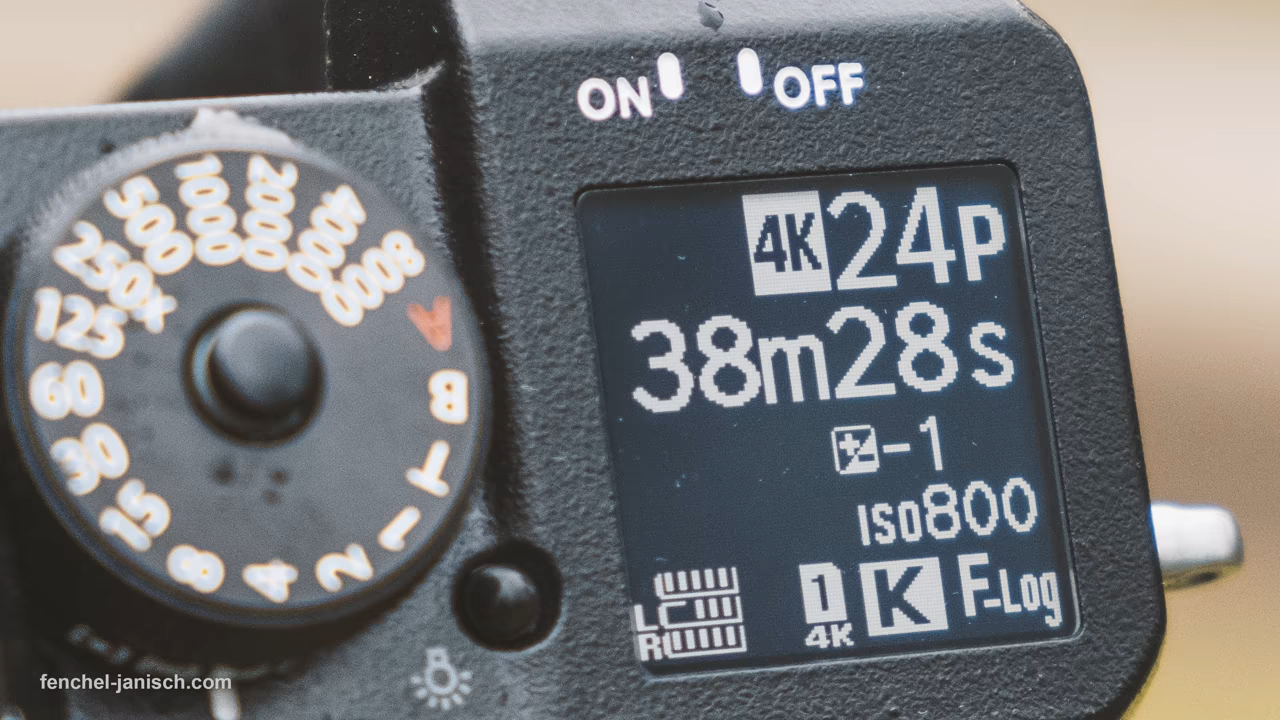 ON OFF
4K 24P
38m28s
-1
ISO800
L
R
1 4K K F-LOG
8000
4000
2000
1000
500
250X
125
60
30
15
8
4
2
1
T
B
A
fenchel-janisch.com